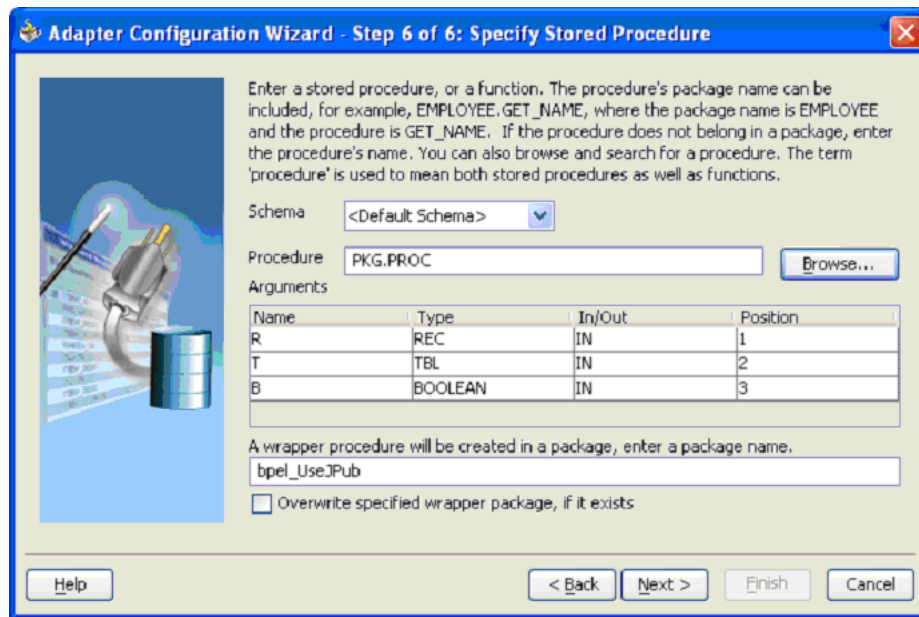 Adapter Configuration Wizard - Step 6 of 6: Specify Stored Procedure
Enter a stored procedure, or a function. The procedure's package name can be
included, for example, EMPLOYEE.GET_NAME, where the package name is EMPLOYEE
and the procedure is GET_NAME. If the procedure does not belong in a package, enter
the procedure's name. You can also browse and search for a procedure. The term
'procedure' is used to mean both stored procedures as well as functions.
Schema <Default Schema>
Procedure PKG.PROC Browse...
Arguments
Name Type In/Out Position
R REC IN 1
T TBL IN 2
B BOOLEAN IN 3
A wrapper procedure will be created in a package, enter a package name.
bpel_UseJPub
Overwrite specified wrapper package, if it exists
Help < Back Next > Finish Cancel